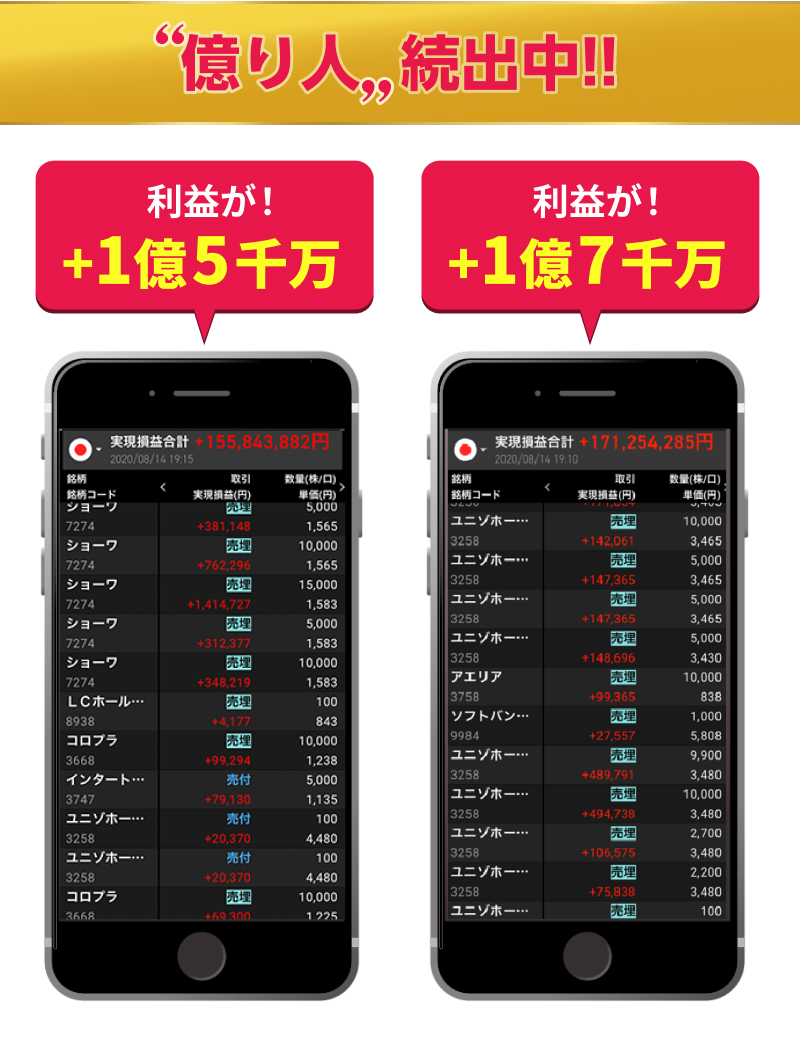 “億り人„ 続出中!!
利益が!
+1億5千万
実現損益合計 +155,843,882円
2020/08/14 19:15
銘柄 取引 数量(株/口)
銘柄コード 実現損益(円) 単価(円)
ショーワ 売埋 5,000
7274 +381,148 1,565
ショーワ 売埋 10,000
7274 +762,296 1,565
ショーワ 売埋 15,000
7274 +1,414,727 1,583
ショーワ 売埋 5,000
7274 +312,377 1,583
ショーワ 売埋 10,000
7274 +348,219 1,583
LCホール… 売埋 100
8938 +4,177 843
コロプラ 売埋 10,000
3668 +99,294 1,238
インタート… 売付 5,000
3747 +79,130 1,135
ユニゾホー… 売付 100
3258 +20,370 4,480
ユニゾホー… 売付 100
3258 +20,370 4,480
コロプラ 売埋 10,000
3668 +69,300 1,225
利益が!
+1億7千万
実現損益合計 +171,254,285円
2020/08/14 19:10
銘柄 取引 数量(株/口)
銘柄コード 実現損益(円) 単価(円)
3258 3,465
ユニゾホー… 売埋 10,000
3258 +142,061 3,465
ユニゾホー… 売埋 5,000
3258 +147,365 3,465
ユニゾホー… 売埋 5,000
3258 +147,365 3,465
ユニゾホー… 売埋 5,000
3258 +148,696 3,430
アエリア 売埋 10,000
3758 +99,365 838
ソフトバン… 売埋 1,000
9984 +27,557 5,808
ユニゾホー… 売埋 9,900
3258 +489,791 3,480
ユニゾホー… 売埋 10,000
3258 +494,738 3,480
ユニゾホー… 売埋 2,700
3258 +106,575 3,480
ユニゾホー… 売埋 2,200
3258 +75,838 3,480
ユニゾホー… 売埋 100